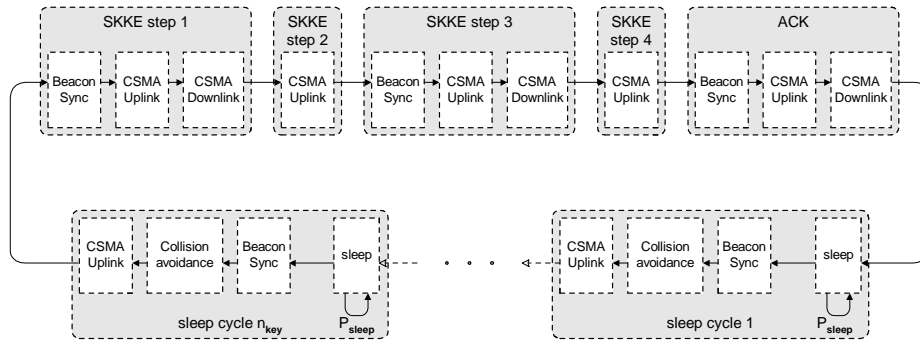 SKKE step 1
Beacon
Sync
CSMA
Uplink
CSMA
Downlink
SKKE
step 2
CSMA
Uplink
SKKE step 3
Beacon
Sync
CSMA
Uplink
CSMA
Downlink
SKKE
step 4
CSMA
Uplink
ACK
Beacon
Sync
CSMA
Uplink
CSMA
Downlink
CSMA
Uplink
Collision
avoidance
Beacon
Sync
sleep
P_sleep
sleep cycle n_key
. . .
CSMA
Uplink
Collision
avoidance
Beacon
Sync
sleep
P_sleep
sleep cycle 1